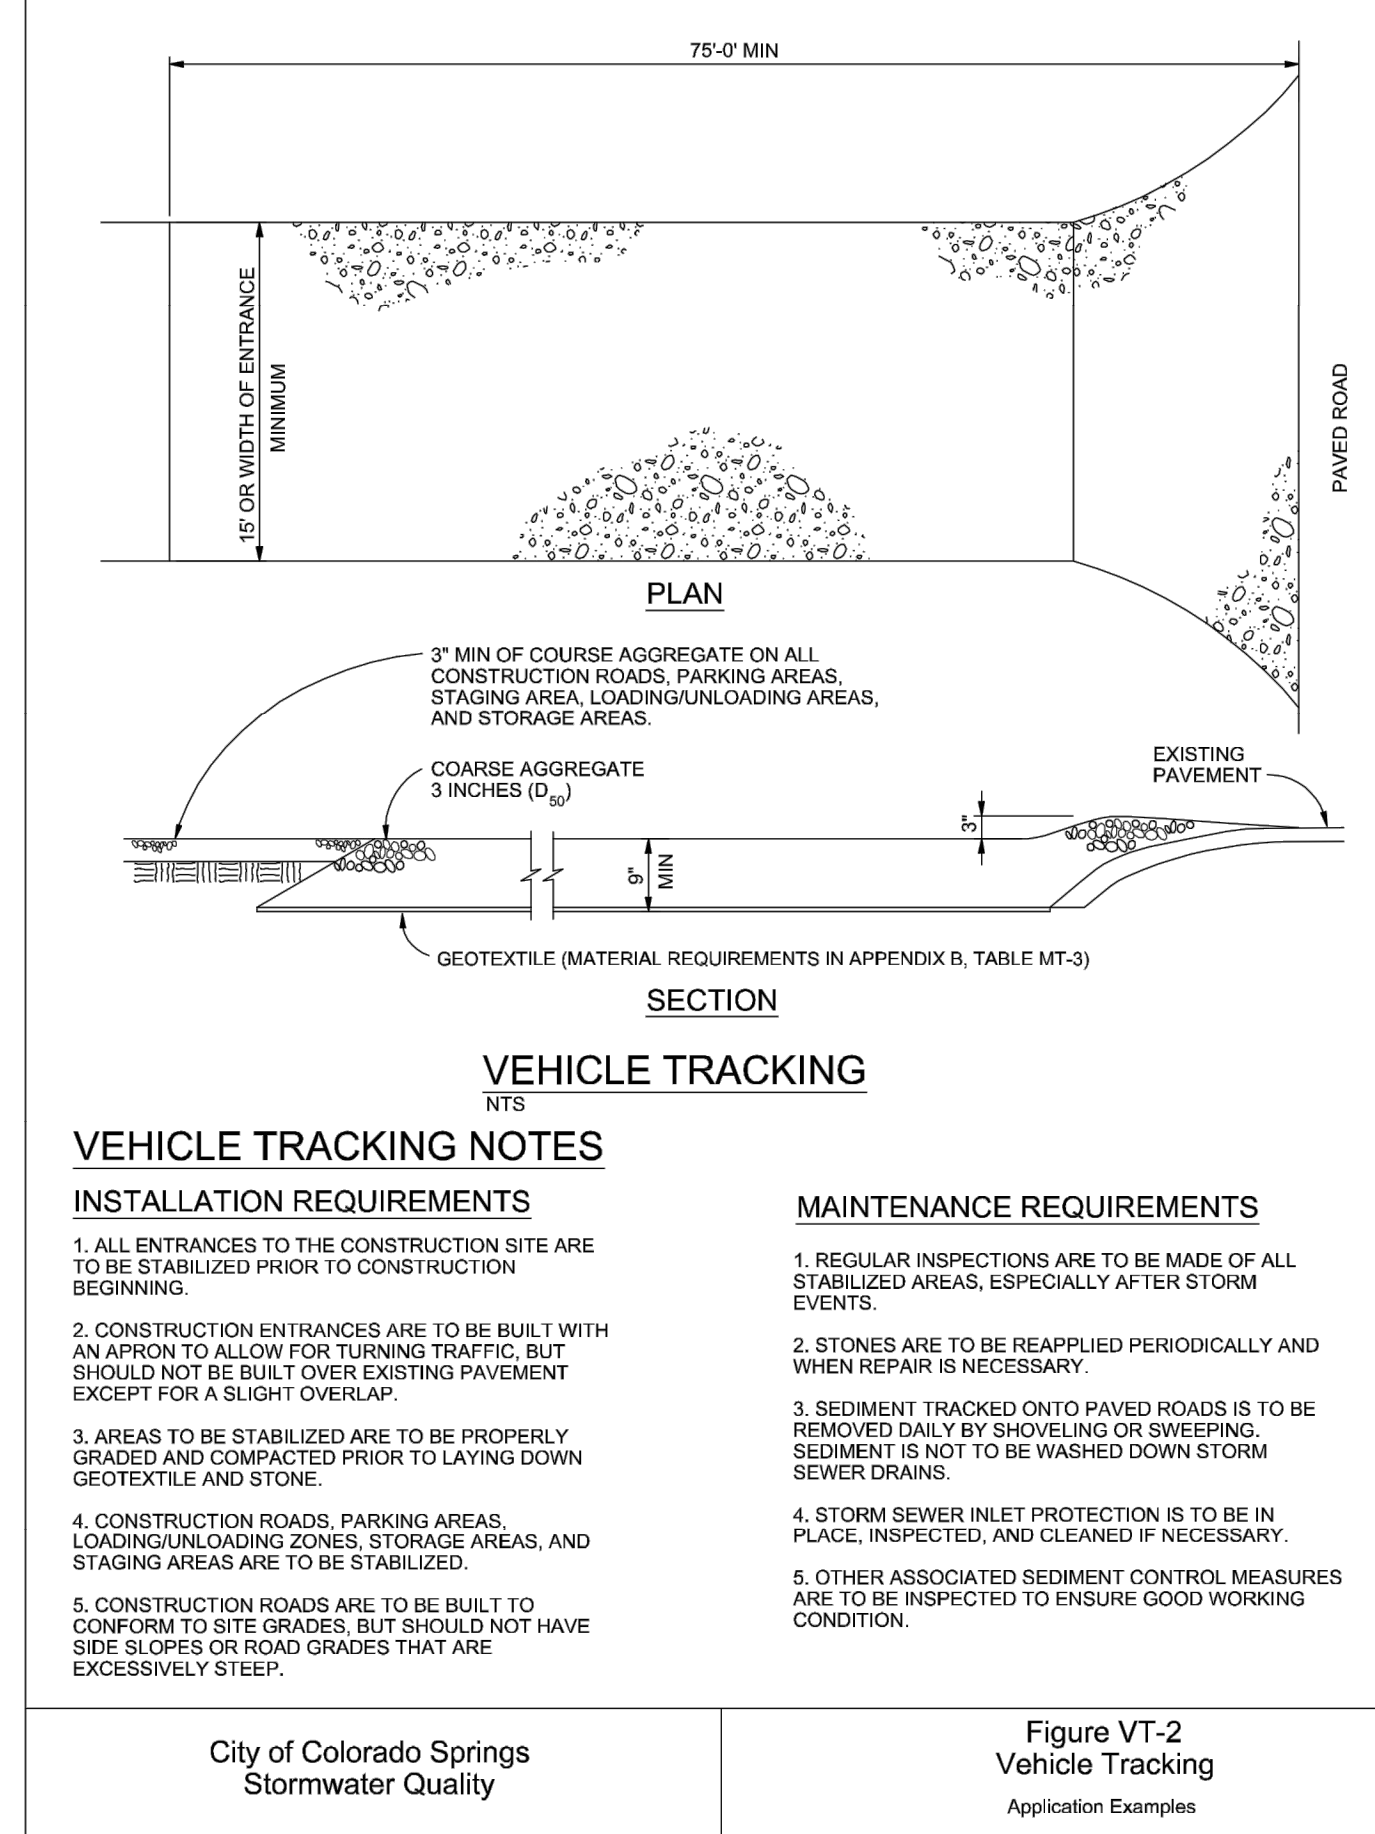 75'-0' MIN
15' OR WIDTH OF ENTRANCE
MINIMUM
PAVED ROAD
PLAN
3" MIN OF COURSE AGGREGATE ON ALL
CONSTRUCTION ROADS, PARKING AREAS,
STAGING AREA, LOADING/UNLOADING AREAS,
AND STORAGE AREAS.
COARSE AGGREGATE
3 INCHES (D50)
EXISTING
PAVEMENT
3"
9"
MIN
GEOTEXTILE (MATERIAL REQUIREMENTS IN APPENDIX B, TABLE MT-3)
SECTION
VEHICLE TRACKING
NTS
VEHICLE TRACKING NOTES
INSTALLATION REQUIREMENTS
1. ALL ENTRANCES TO THE CONSTRUCTION SITE ARE
TO BE STABILIZED PRIOR TO CONSTRUCTION
BEGINNING.
2. CONSTRUCTION ENTRANCES ARE TO BE BUILT WITH
AN APRON TO ALLOW FOR TURNING TRAFFIC, BUT
SHOULD NOT BE BUILT OVER EXISTING PAVEMENT
EXCEPT FOR A SLIGHT OVERLAP.
3. AREAS TO BE STABILIZED ARE TO BE PROPERLY
GRADED AND COMPACTED PRIOR TO LAYING DOWN
GEOTEXTILE AND STONE.
4. CONSTRUCTION ROADS, PARKING AREAS,
LOADING/UNLOADING ZONES, STORAGE AREAS, AND
STAGING AREAS ARE TO BE STABILIZED.
5. CONSTRUCTION ROADS ARE TO BE BUILT TO
CONFORM TO SITE GRADES, BUT SHOULD NOT HAVE
SIDE SLOPES OR ROAD GRADES THAT ARE
EXCESSIVELY STEEP.
MAINTENANCE REQUIREMENTS
1. REGULAR INSPECTIONS ARE TO BE MADE OF ALL
STABILIZED AREAS, ESPECIALLY AFTER STORM
EVENTS.
2. STONES ARE TO BE REAPPLIED PERIODICALLY AND
WHEN REPAIR IS NECESSARY.
3. SEDIMENT TRACKED ONTO PAVED ROADS IS TO BE
REMOVED DAILY BY SHOVELING OR SWEEPING.
SEDIMENT IS NOT TO BE WASHED DOWN STORM
SEWER DRAINS.
4. STORM SEWER INLET PROTECTION IS TO BE IN
PLACE, INSPECTED, AND CLEANED IF NECESSARY.
5. OTHER ASSOCIATED SEDIMENT CONTROL MEASURES
ARE TO BE INSPECTED TO ENSURE GOOD WORKING
CONDITION.
City of Colorado Springs
Stormwater Quality
Figure VT-2
Vehicle Tracking
Application Examples